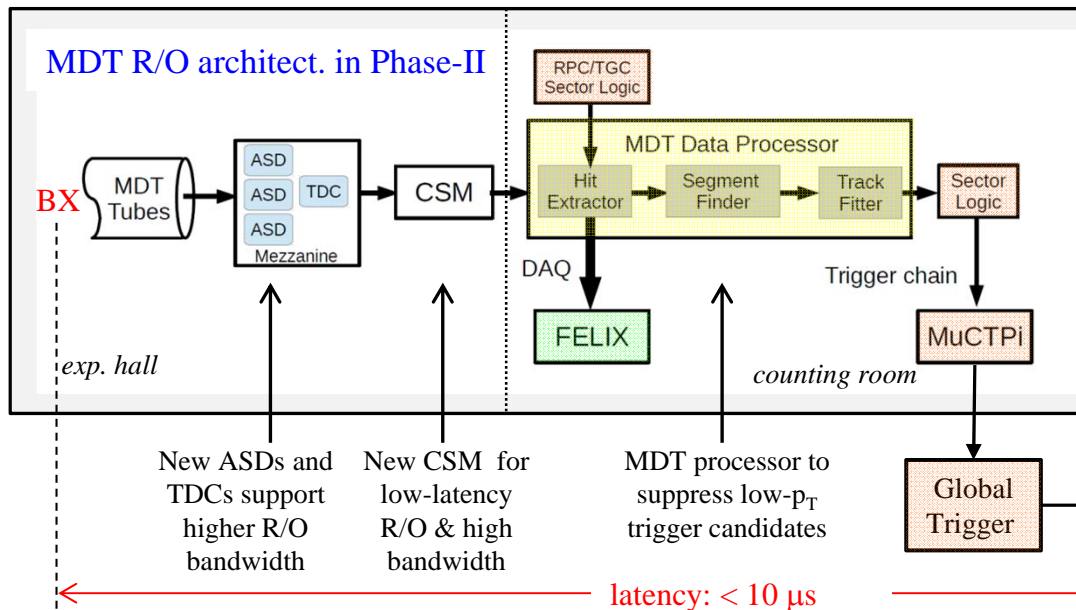 MDT R/O architect. in Phase-II
RPC/TGC
Sector Logic
MDT Data Processor
BX
MDT
Tubes
ASD
ASD
ASD
TDC
Mezzanine
CSM
Hit
Extractor
Segment
Finder
Track
Fitter
Sector
Logic
DAQ
Trigger chain
FELIX
MuCTPi
exp. hall
counting room
New ASDs and
TDCs support
higher R/O
bandwidth
New CSM for
low-latency
R/O & high
bandwidth
MDT processor to
suppress low-pT
trigger candidates
Global
Trigger
latency: < 10 μs